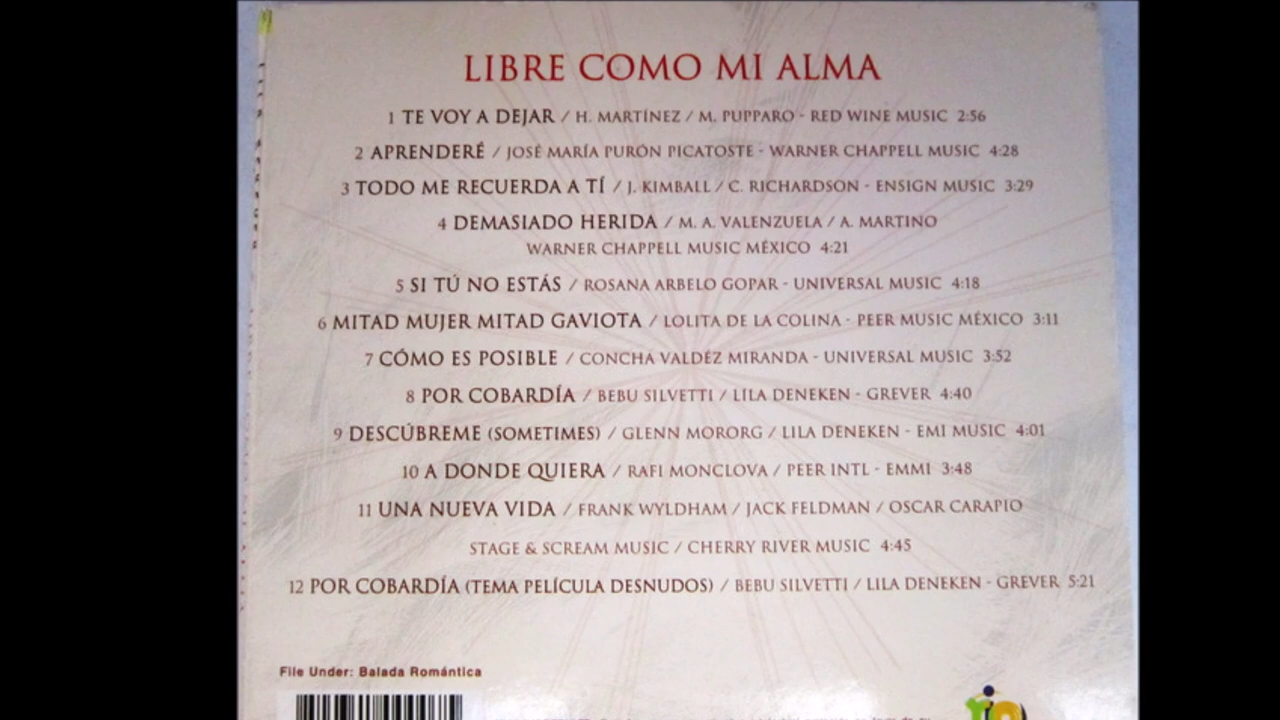 LIBRE COMO MI ALMA
1 TE VOY A DEJAR / H. MARTÍNEZ / M. PUPPARO - RED WINE MUSIC 2:56
2 APRENDERÉ / JOSÉ MARÍA PURÓN PICATOSTE - WARNER CHAPPELL MUSIC 4:28
3 TODO ME RECUERDA A TÍ / J. KIMBALL / C. RICHARDSON - ENSIGN MUSIC 3:29
4 DEMASIADO HERIDA / M. A. VALENZUELA / A. MARTINO
WARNER CHAPPELL MUSIC MÉXICO 4:21
5 SI TÚ NO ESTÁS / ROSANA ARBELO GOPAR - UNIVERSAL MUSIC 4:18
6 MITAD MUJER MITAD GAVIOTA / LOLITA DE LA COLINA - PEER MUSIC MÉXICO 3:11
7 CÓMO ES POSIBLE / CONCHA VALDÉZ MIRANDA - UNIVERSAL MUSIC 3:52
8 POR COBARDÍA / BEBU SILVETTI / LILA DENEKEN - GREVER 4:40
9 DESCÚBREME (SOMETIMES) / GLENN MORORG / LILA DENEKEN - EMI MUSIC 4:01
10 A DONDE QUIERA / RAFI MONCLOVA / PEER INTL - EMMI 3:48
11 UNA NUEVA VIDA / FRANK WYLDHAM / JACK FELDMAN / OSCAR CARAPIO
STAGE & SCREAM MUSIC / CHERRY RIVER MUSIC 4:45
12 POR COBARDÍA (TEMA PELÍCULA DESNUDOS) / BEBU SILVETTI / LILA DENEKEN - GREVER 5:21
File Under: Balada Romántica